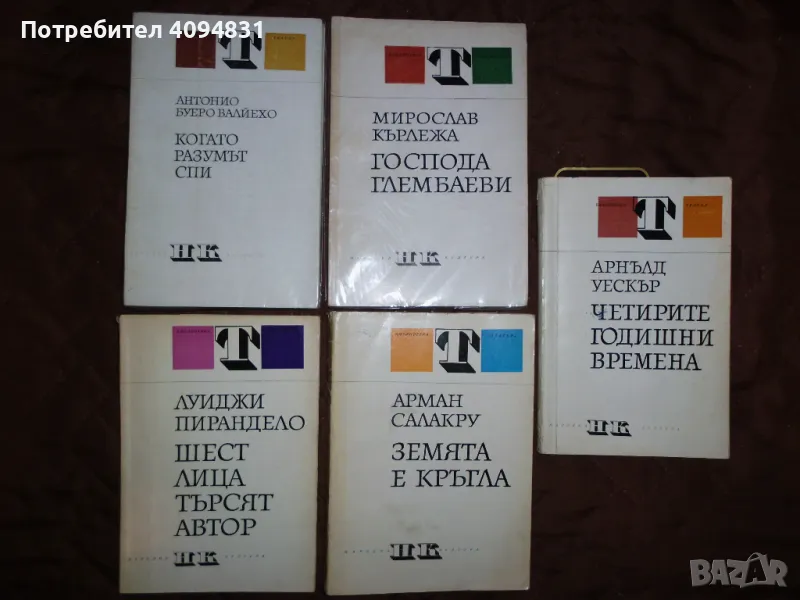 Потребител 4094831
Т
АНТОНИО
БУЕРО ВАЛЙЕХО
КОГАТО
РАЗУМЪТ
СПИ
НК
Т
МИРОСЛАВ
КЪРЛЕЖА
ГОСПОДА
ГЛЕМБАЕВИ
НК
Т
АРНЪЛД
УЕСКЪР
ЧЕТИРИТЕ
ГОДИШНИ
ВРЕМЕНА
НК
Т
ЛУИДЖИ
ПИРАНДЕЛО
ШЕСТ
ЛИЦА
ТЪРСЯТ
АВТОР
НК
Т
АРМАН
САЛАКРУ
ЗЕМЯТА
Е КРЪГЛА
НК
BAZAR